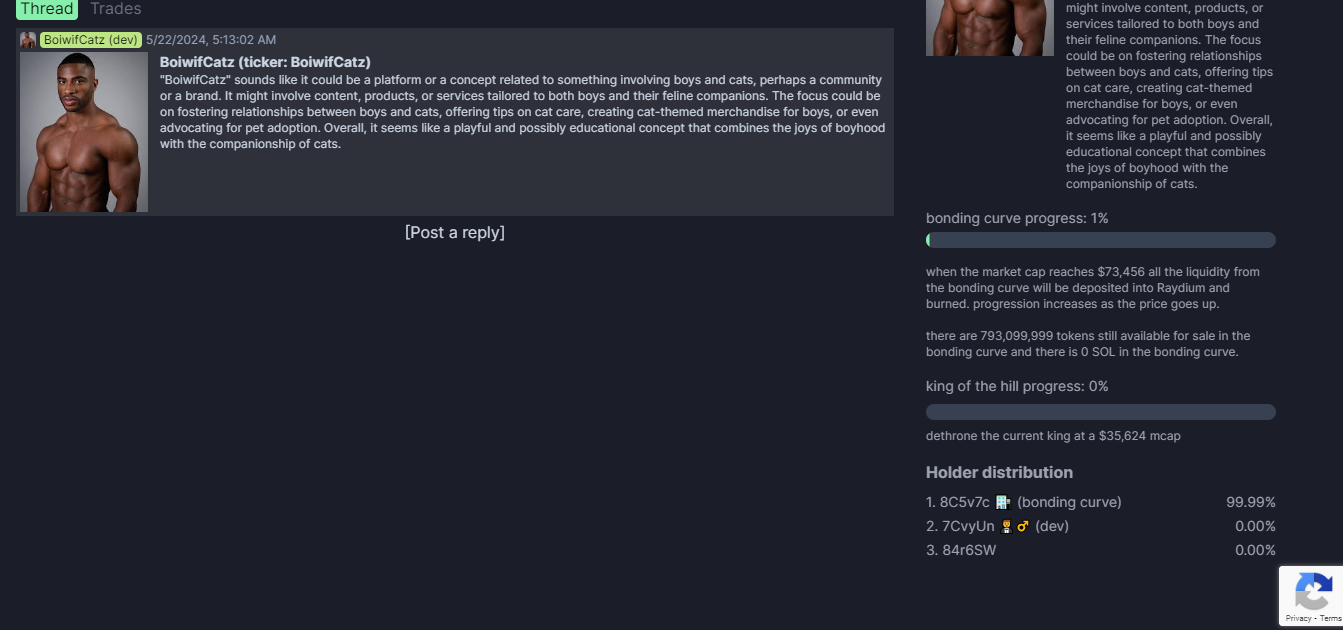 Thread Trades
BoiwifCatz (dev) 5/22/2024, 5:13:02 AM
BoiwifCatz (ticker: BoiwifCatz)
"BoiwifCatz" sounds like it could be a platform or a concept related to something involving boys and cats, perhaps a community
or a brand. It might involve content, products, or services tailored to both boys and their feline companions. The focus could be
on fostering relationships between boys and cats, offering tips on cat care, creating cat-themed merchandise for boys, or even
advocating for pet adoption. Overall, it seems like a playful and possibly educational concept that combines the joys of boyhood
with the companionship of cats.
[Post a reply]
might involve content, products, or
services tailored to both boys and
their feline companions. The focus
could be on fostering relationships
between boys and cats, offering tips
on cat care, creating cat-themed
merchandise for boys, or even
advocating for pet adoption. Overall,
it seems like a playful and possibly
educational concept that combines
the joys of boyhood with the
companionship of cats.
bonding curve progress: 1%
when the market cap reaches $73,456 all the liquidity from
the bonding curve will be deposited into Raydium and
burned. progression increases as the price goes up.
there are 793,099,999 tokens still available for sale in the
bonding curve and there is 0 SOL in the bonding curve.
king of the hill progress: 0%
dethrone the current king at a $35,624 mcap
Holder distribution
1. 8C5v7c 🏦 (bonding curve) 99.99%
2. 7CvyUn 🤵‍♂️ (dev) 0.00%
3. 84r6SW 0.00%
Privacy - Terms